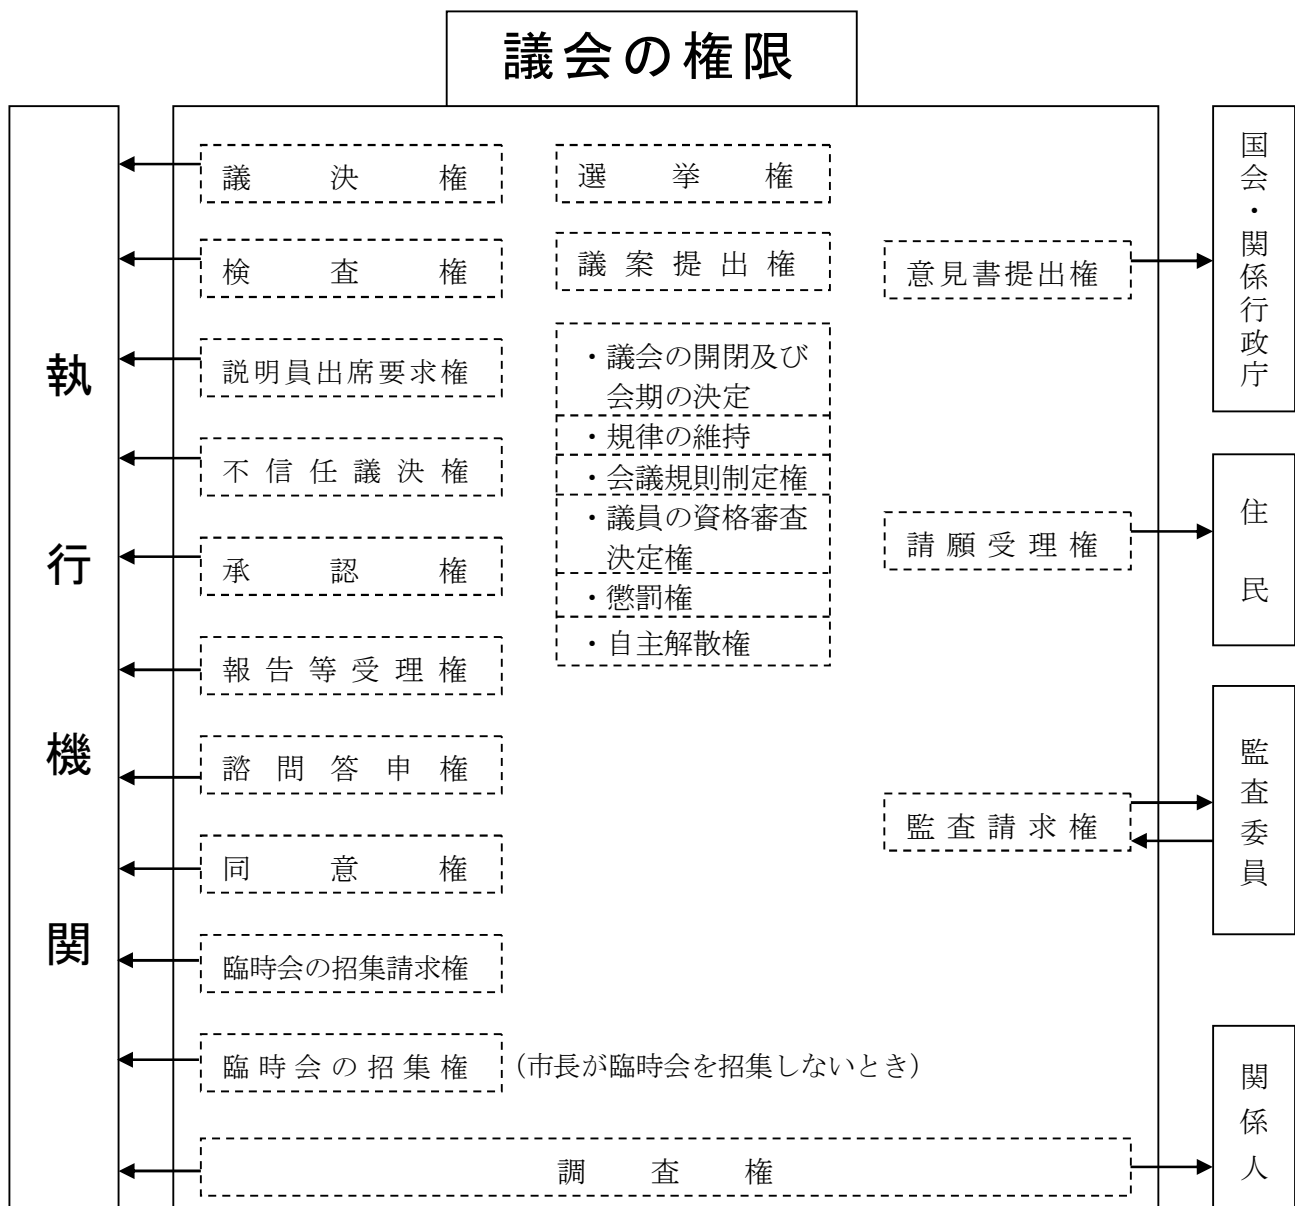 議会の権限
執行機関
議決権
検査権
説明員出席要求権
不信任議決権
承認権
報告等受理権
諮問答申権
同意権
臨時会の招集請求権
臨時会の招集権 (市長が臨時会を招集しないとき)
調査権
選挙権
議案提出権
・議会の開閉及び
会期の決定
・規律の維持
・会議規則制定権
・議員の資格審査
決定権
・懲罰権
・自主解散権
意見書提出権
請願受理権
監査請求権
国会・関係行政庁
住民
監査委員
関係人